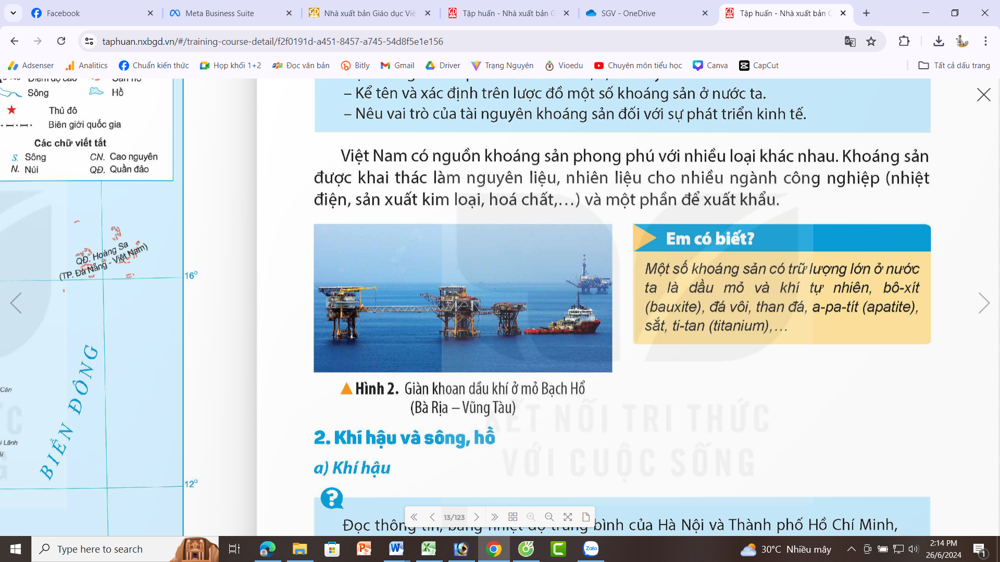 Facebook
Meta Business Suite
Nhà xuất bản Giáo dục Việ
Tập huấn - Nhà xuất bản G
SGV - OneDrive
Tập huấn - Nhà xuất bản G
taphuan.nxbgd.vn/#/training-course-detail/f2f0191d-a451-8457-a745-54d8f5e1e156
Adsenser
Analitics
Chuẩn kiến thức
Họp khối 1+2
Đọc văn bản
Bitly
Gmail
Driver
Trạng Nguyên
Vioedu
Chuyên môn tiểu học
Canva
CapCut
Tất cả dấu trang
Sông
Hồ
Thủ đô
Biên giới quốc gia
Các chữ viết tắt
S. Sông
CN. Cao nguyên
N. Núi
QĐ. Quần đảo
QĐ. Hoàng Sa
(TP. Đà Nẵng - Việt Nam)
16°
BIỂN ĐÔNG
12°
– Kể tên và xác định trên lược đồ một số khoáng sản ở nước ta.
– Nêu vai trò của tài nguyên khoáng sản đối với sự phát triển kinh tế.
Việt Nam có nguồn khoáng sản phong phú với nhiều loại khác nhau. Khoáng sản
được khai thác làm nguyên liệu, nhiên liệu cho nhiều ngành công nghiệp (nhiệt
điện, sản xuất kim loại, hoá chất,...) và một phần để xuất khẩu.
Em có biết?
Một số khoáng sản có trữ lượng lớn ở nước
ta là dầu mỏ và khí tự nhiên, bô-xít
(bauxite), đá vôi, than đá, a-pa-tít (apatite),
sắt, ti-tan (titanium),...
Hình 2. Giàn khoan dầu khí ở mỏ Bạch Hổ
(Bà Rịa – Vũng Tàu)
KẾT NỐI TRI THỨC
VỚI CUỘC SỐNG
2. Khí hậu và sông, hồ
a) Khí hậu
?
Đọc thông tin, bảng nhiệt độ trung bình của Hà Nội và Thành phố Hồ Chí Minh,
13/123
Type here to search
Zalo
30°C Nhiều mây
2:14 PM
26/6/2024
1